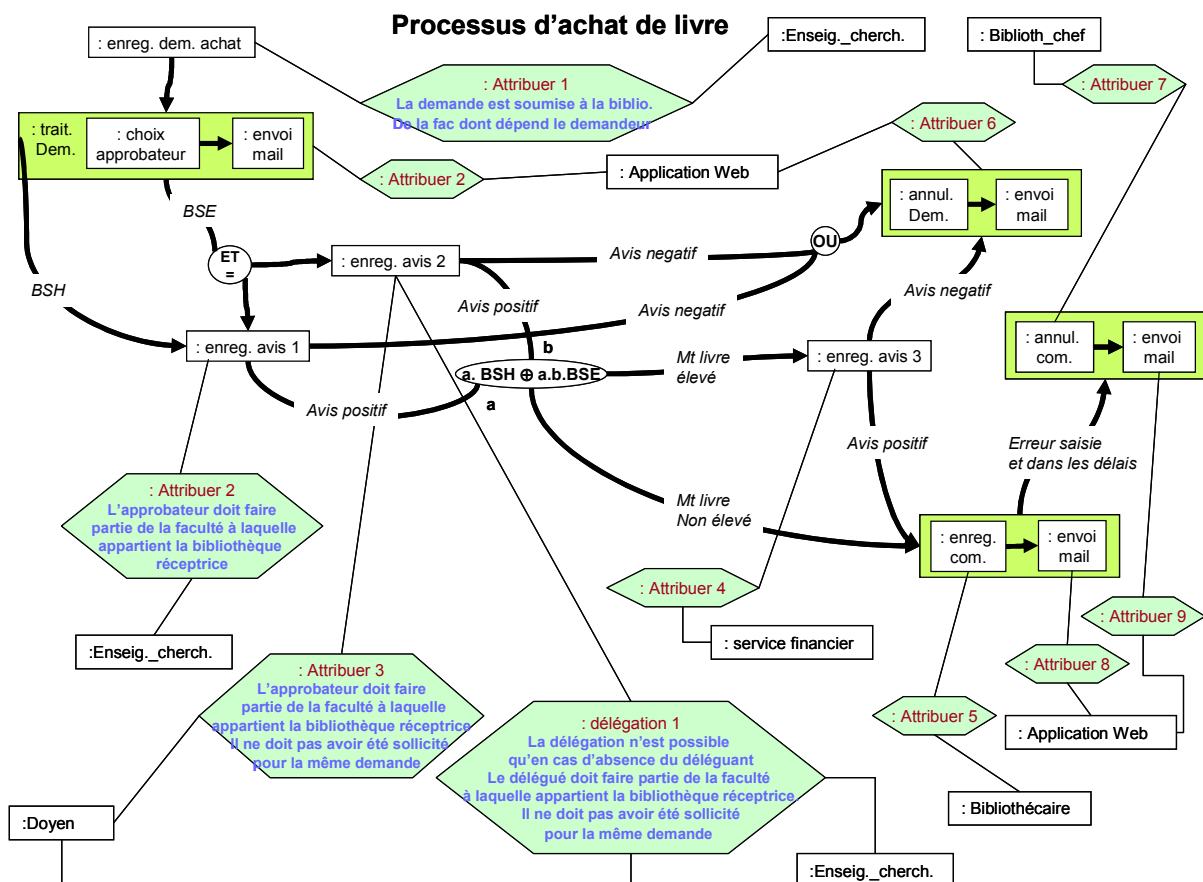 Processus d'achat de livre
: enreg. dem. achat
:Enseig._cherch.
: Biblioth_chef
: Attribuer 1
La demande est soumise à la biblio.
De la fac dont dépend le demandeur
: Attribuer 7
: trait.
Dem.
: choix
approbateur
: envoi
mail
: Attribuer 6
: Attribuer 2
: Application Web
: annul.
Dem.
: envoi
mail
BSE
ET
=
OU
: enreg. avis 2
Avis negatif
BSH
Avis positif
Avis negatif
Avis negatif
: enreg. avis 1
b
Mt livre
élevé
: enreg. avis 3
: annul.
com.
: envoi
mail
a. BSH ⊕ a.b.BSE
a
Avis positif
Avis positif
Erreur saisie
et dans les délais
: Attribuer 2
L'approbateur doit faire
partie de la faculté à laquelle
appartient la bibliothèque
réceptrice
Mt livre
Non élevé
: enreg.
com.
: envoi
mail
: Attribuer 4
: Attribuer 9
:Enseig._cherch.
: service financier
: Attribuer 3
L'approbateur doit faire
partie de la faculté à laquelle
appartient la bibliothèque réceptrice
Il ne doit pas avoir été sollicité
pour la même demande
: Attribuer 8
: Attribuer 5
: délégation 1
La délégation n'est possible
qu'en cas d'absence du déléguant
Le délégué doit faire partie de la faculté
à laquelle appartient la bibliothèque réceptrice.
Il ne doit pas avoir été sollicité
pour la même demande
: Application Web
: Bibliothécaire
:Doyen
:Enseig._cherch.